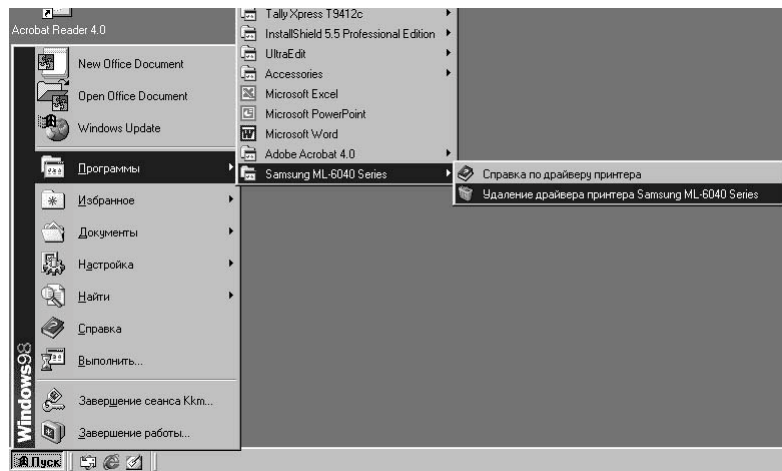 Acrobat Reader 4.0
New Office Document
Open Office Document
Windows Update
Программы
Избранное
Документы
Настройка
Найти
Справка
Выполнить...
Завершение сеанса Kkm...
Завершение работы...
Windows98
Пуск
Tally Xpress T9412c
InstallShield 5.5 Professional Edition
UltraEdit
Accessories
Microsoft Excel
Microsoft PowerPoint
Microsoft Word
Adobe Acrobat 4.0
Samsung ML-6040 Series
Справка по драйверу принтера
Удаление драйвера принтера Samsung ML-6040 Series